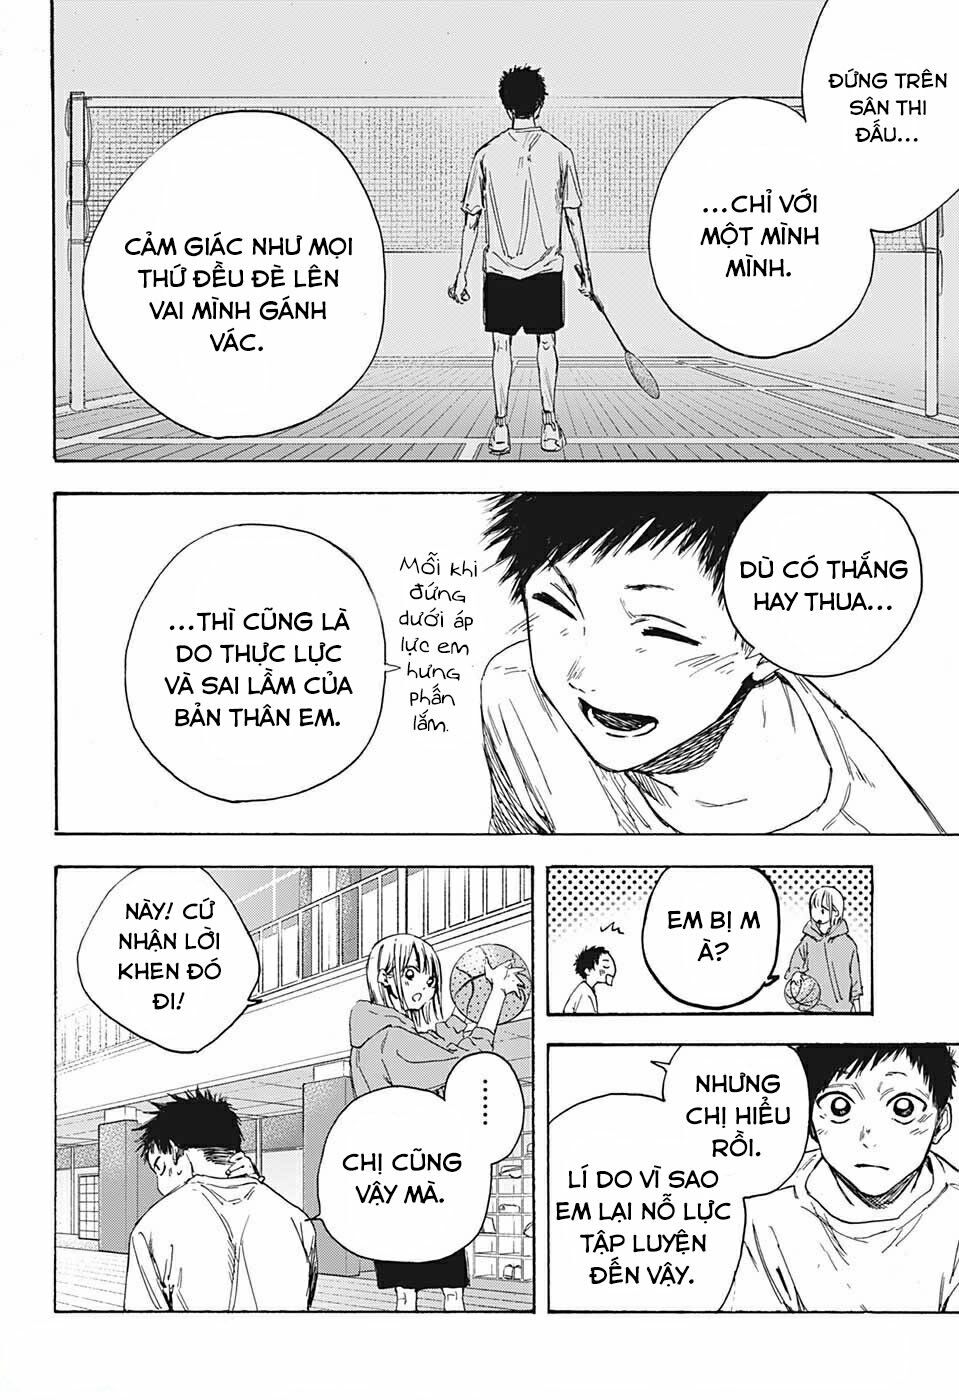 ĐỨNG TRÊN
SÂN THI
ĐẤU...
...CHỈ VỚI
MỘT MÌNH
MÌNH.
CẢM GIÁC NHƯ MỌI
THỨ ĐỀU ĐÈ LÊN
VAI MÌNH GÁNH
VÁC.
DÙ CÓ THẮNG
HAY THUA...
Mỗi khi
đứng
dưới áp
lực em
hưng
phấn
lắm.
...THÌ CŨNG LÀ
DO THỰC LỰC
VÀ SAI LẦM CỦA
BẢN THÂN EM.
EM BỊ M
À?
NHƯNG
CHỊ HIỂU
RỒI.
LÍ DO VÌ SAO
EM LẠI NỖ LỰC
TẬP LUYỆN
ĐẾN VẬY.
NÀY! CỨ
NHẬN LỜI
KHEN ĐÓ
ĐI!
......
CHỊ CŨNG
VẬY MÀ.